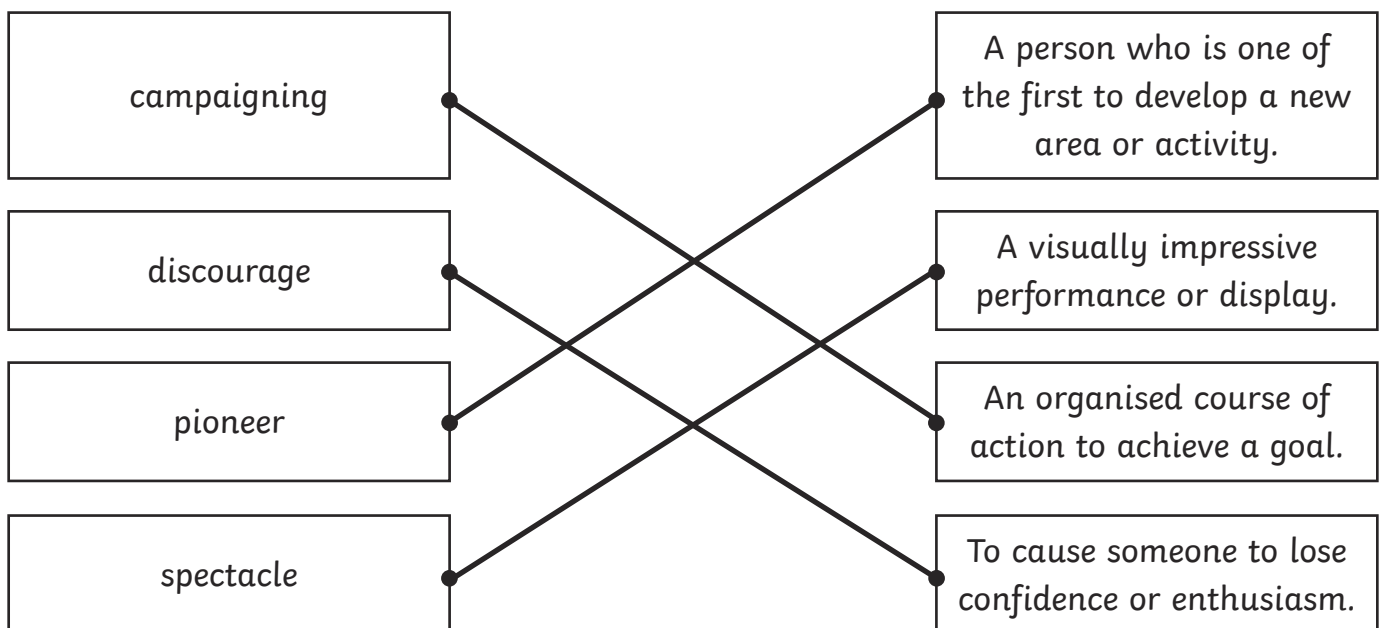 campaigning
A person who is one of
the first to develop a new
area or activity.
discourage
A visually impressive
performance or display.
pioneer
An organised course of
action to achieve a goal.
spectacle
To cause someone to lose
confidence or enthusiasm.